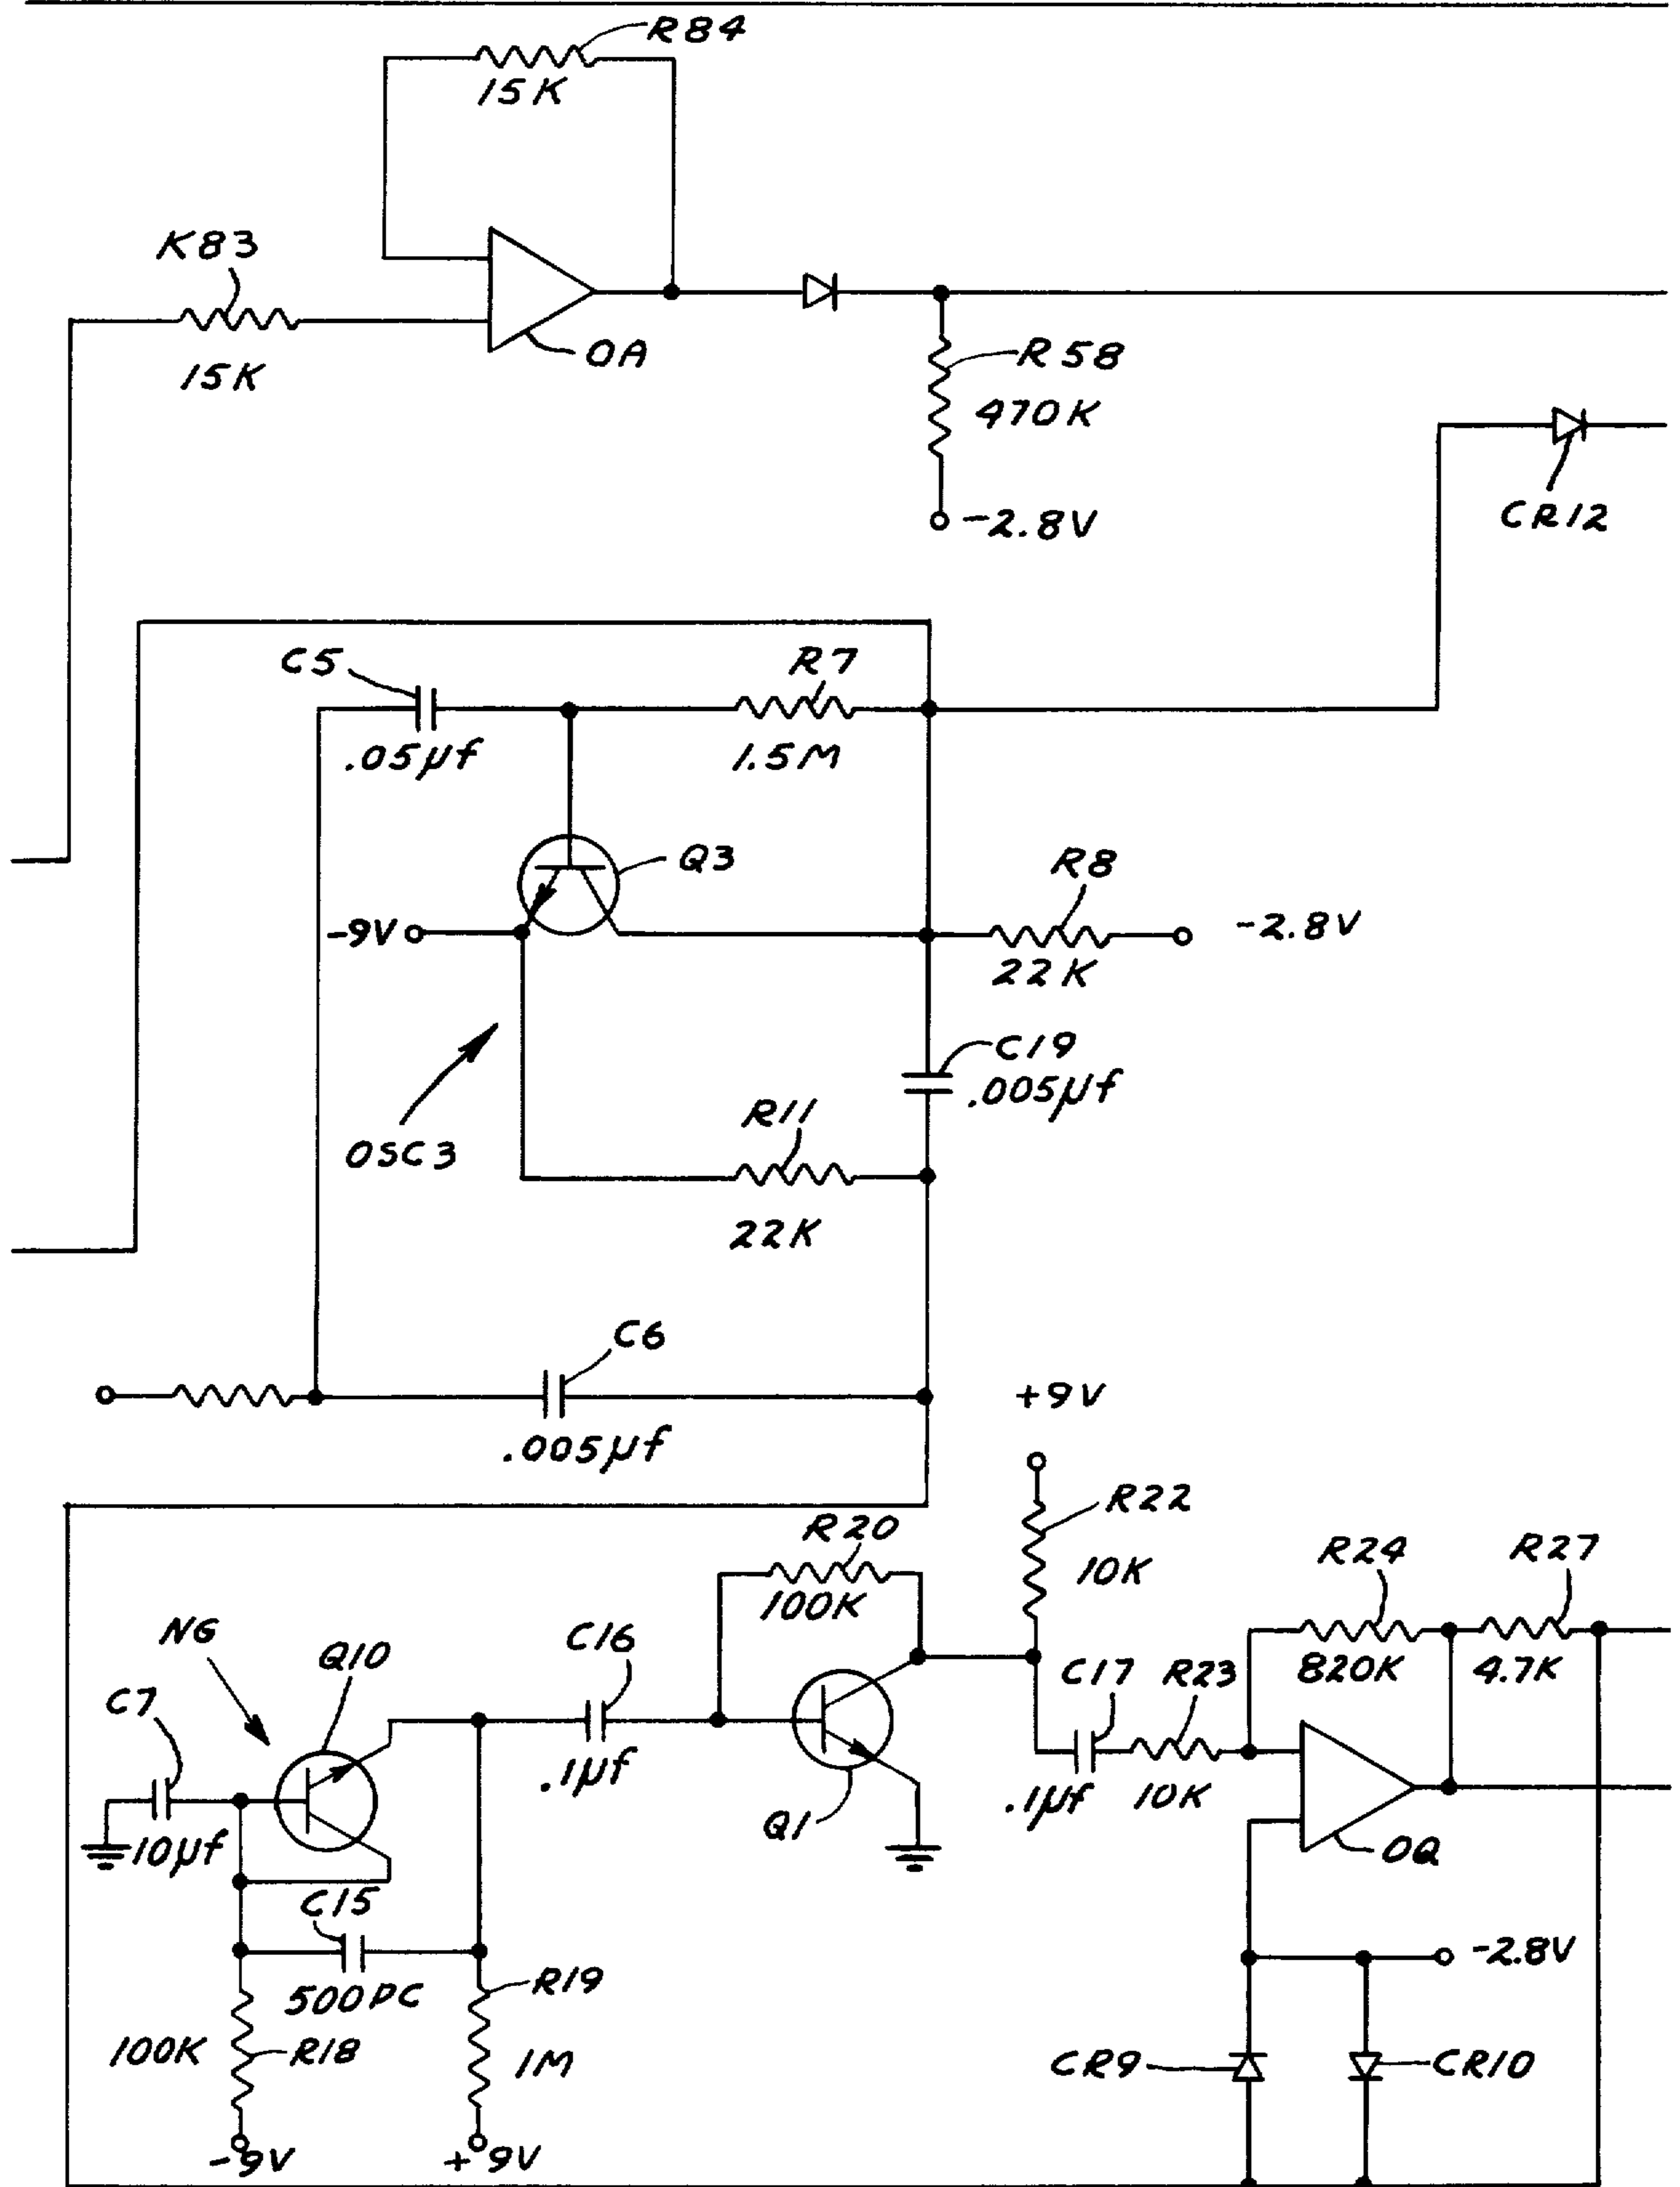 R84
15K
K83
15K
OA
R58
470K
-2.8V
CR12
C5
.05µf
R7
1.5M
Q3
-9V
R8
22K
-2.8V
C19
.005µf
OSC3
R11
22K
C6
.005µf
+9V
R22
10K
R20
100K
R24
820K
R27
4.7K
NG
Q10
C16
.1µf
C17
.1µf
R23
10K
C7
10µf
Q1
OQ
C15
500PC
-2.8V
R19
1M
100K
R18
CR9
CR10
-9V
+9V